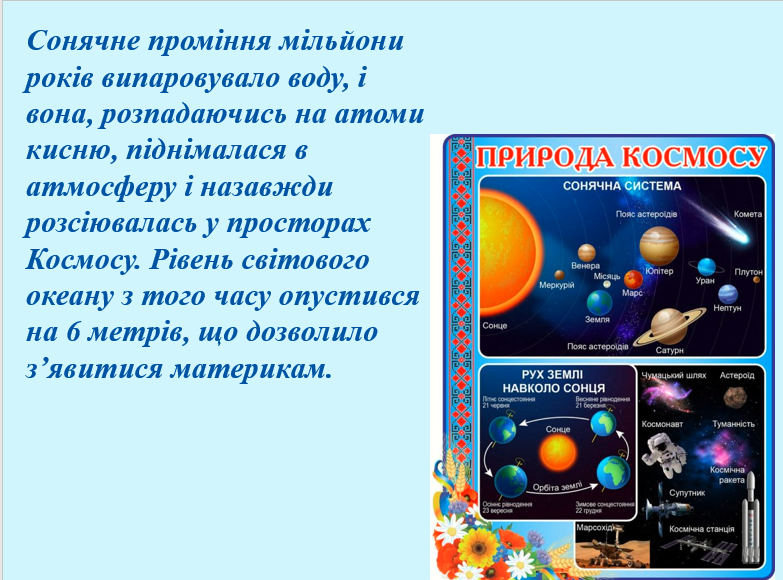 Сонячне проміння мільйони
років випаровувало воду, і
вона, розпадаючись на атоми
кисню, піднімалася в
атмосферу і назавжди
розсіювалась у просторах
Космосу. Рівень світового
океану з того часу опустився
на 6 метрів, що дозволило
з’явитися материкам.
ПРИРОДА КОСМОСУ
СОНЯЧНА СИСТЕМА
Пояс астероїдів
Комета
Венера
Юпітер
Уран
Плутон
Меркурій
Місяць
Марс
Нептун
Земля
Сонце
Пояс астероїдів
Сатурн
РУХ ЗЕМЛІ
НАВКОЛО СОНЦЯ
Літнє сонцестояння
21 червня
Весняне рівнодення
21 березня
Сонце
Орбіта землі
Осіннє рівнодення
23 вересня
Зимове сонцестояння
22 грудня
Чумацький шлях
Астероїд
Космонавт
Туманність
Космічна
ракета
Супутник
Марсохід
Космічна станція